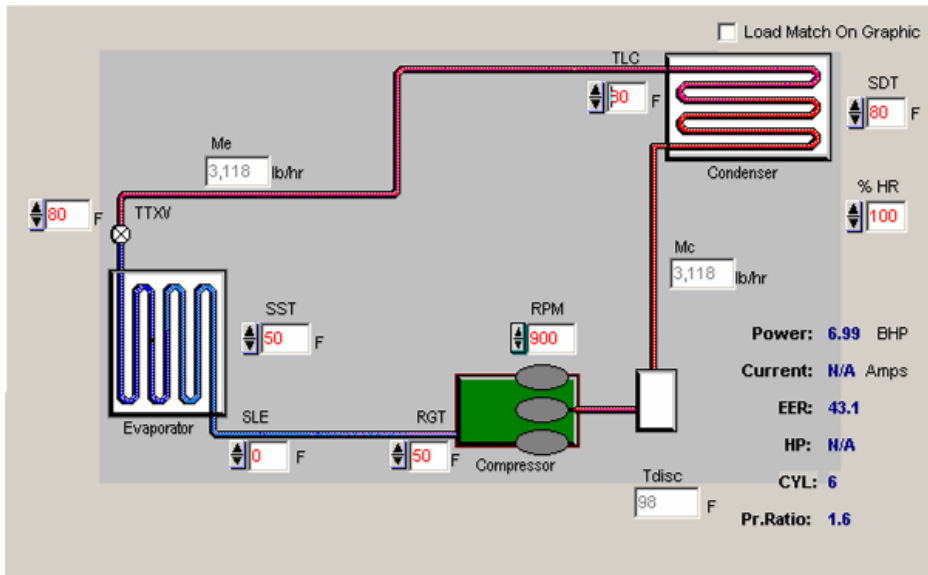 Load Match On Graphic
TLC
80 F
SDT
80 F
Condenser
% HR
100
Me
3,118 lb/hr
80 F
TTXV
Mc
3,118 lb/hr
SST
50 F
RPM
900
Power: 6.99 BHP
Current: N/A Amps
EER: 43.1
HP: N/A
CYL: 6
Pr.Ratio: 1.6
Evaporator
SLE
0 F
RGT
50 F
Compressor
Tdisc
98 F